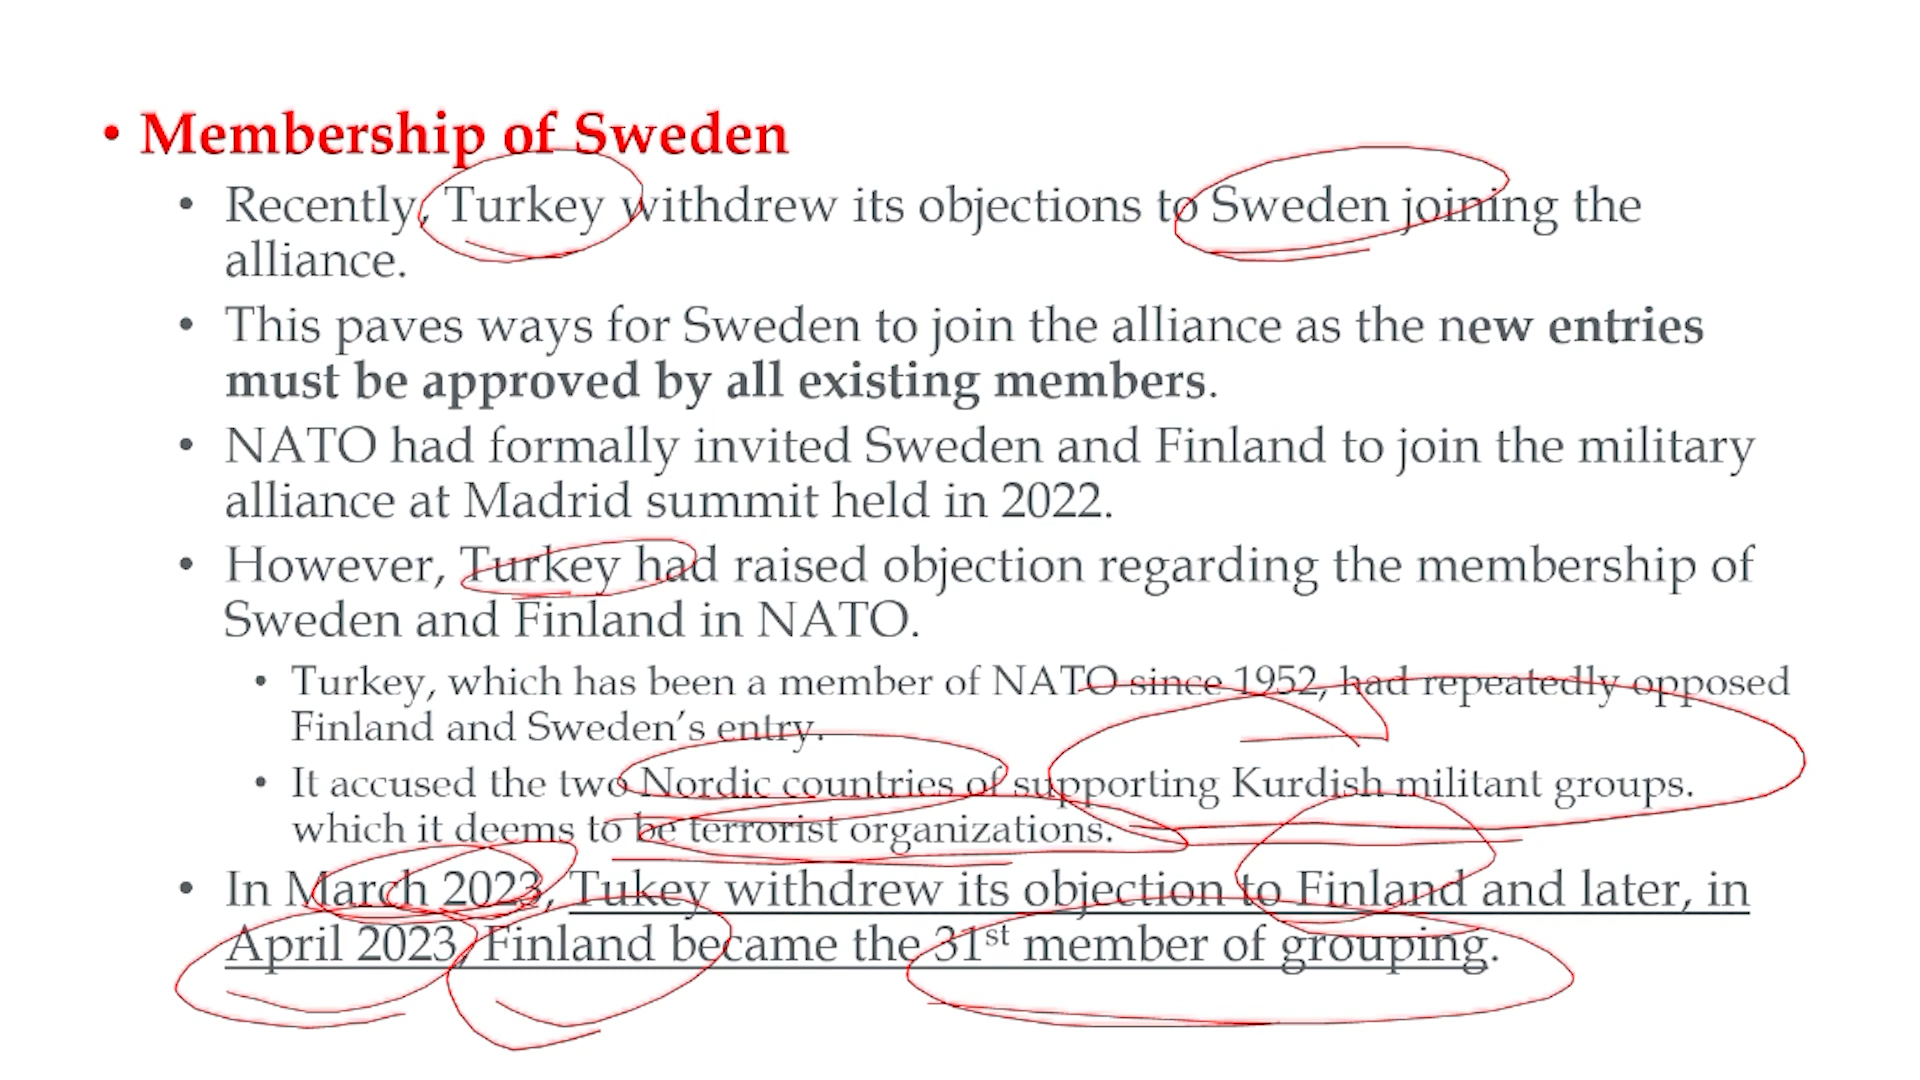 • Membership of Sweden
• Recently, Turkey withdrew its objections to Sweden joining the
alliance.
• This paves ways for Sweden to join the alliance as the new entries
must be approved by all existing members.
• NATO had formally invited Sweden and Finland to join the military
alliance at Madrid summit held in 2022.
• However, Turkey had raised objection regarding the membership of
Sweden and Finland in NATO.
• Turkey, which has been a member of NATO since 1952, had repeatedly opposed
Finland and Sweden’s entry.
• It accused the two Nordic countries of supporting Kurdish militant groups.
which it deems to be terrorist organizations.
• In March 2023, Tukey withdrew its objection to Finland and later, in
April 2023, Finland became the 31st member of grouping.